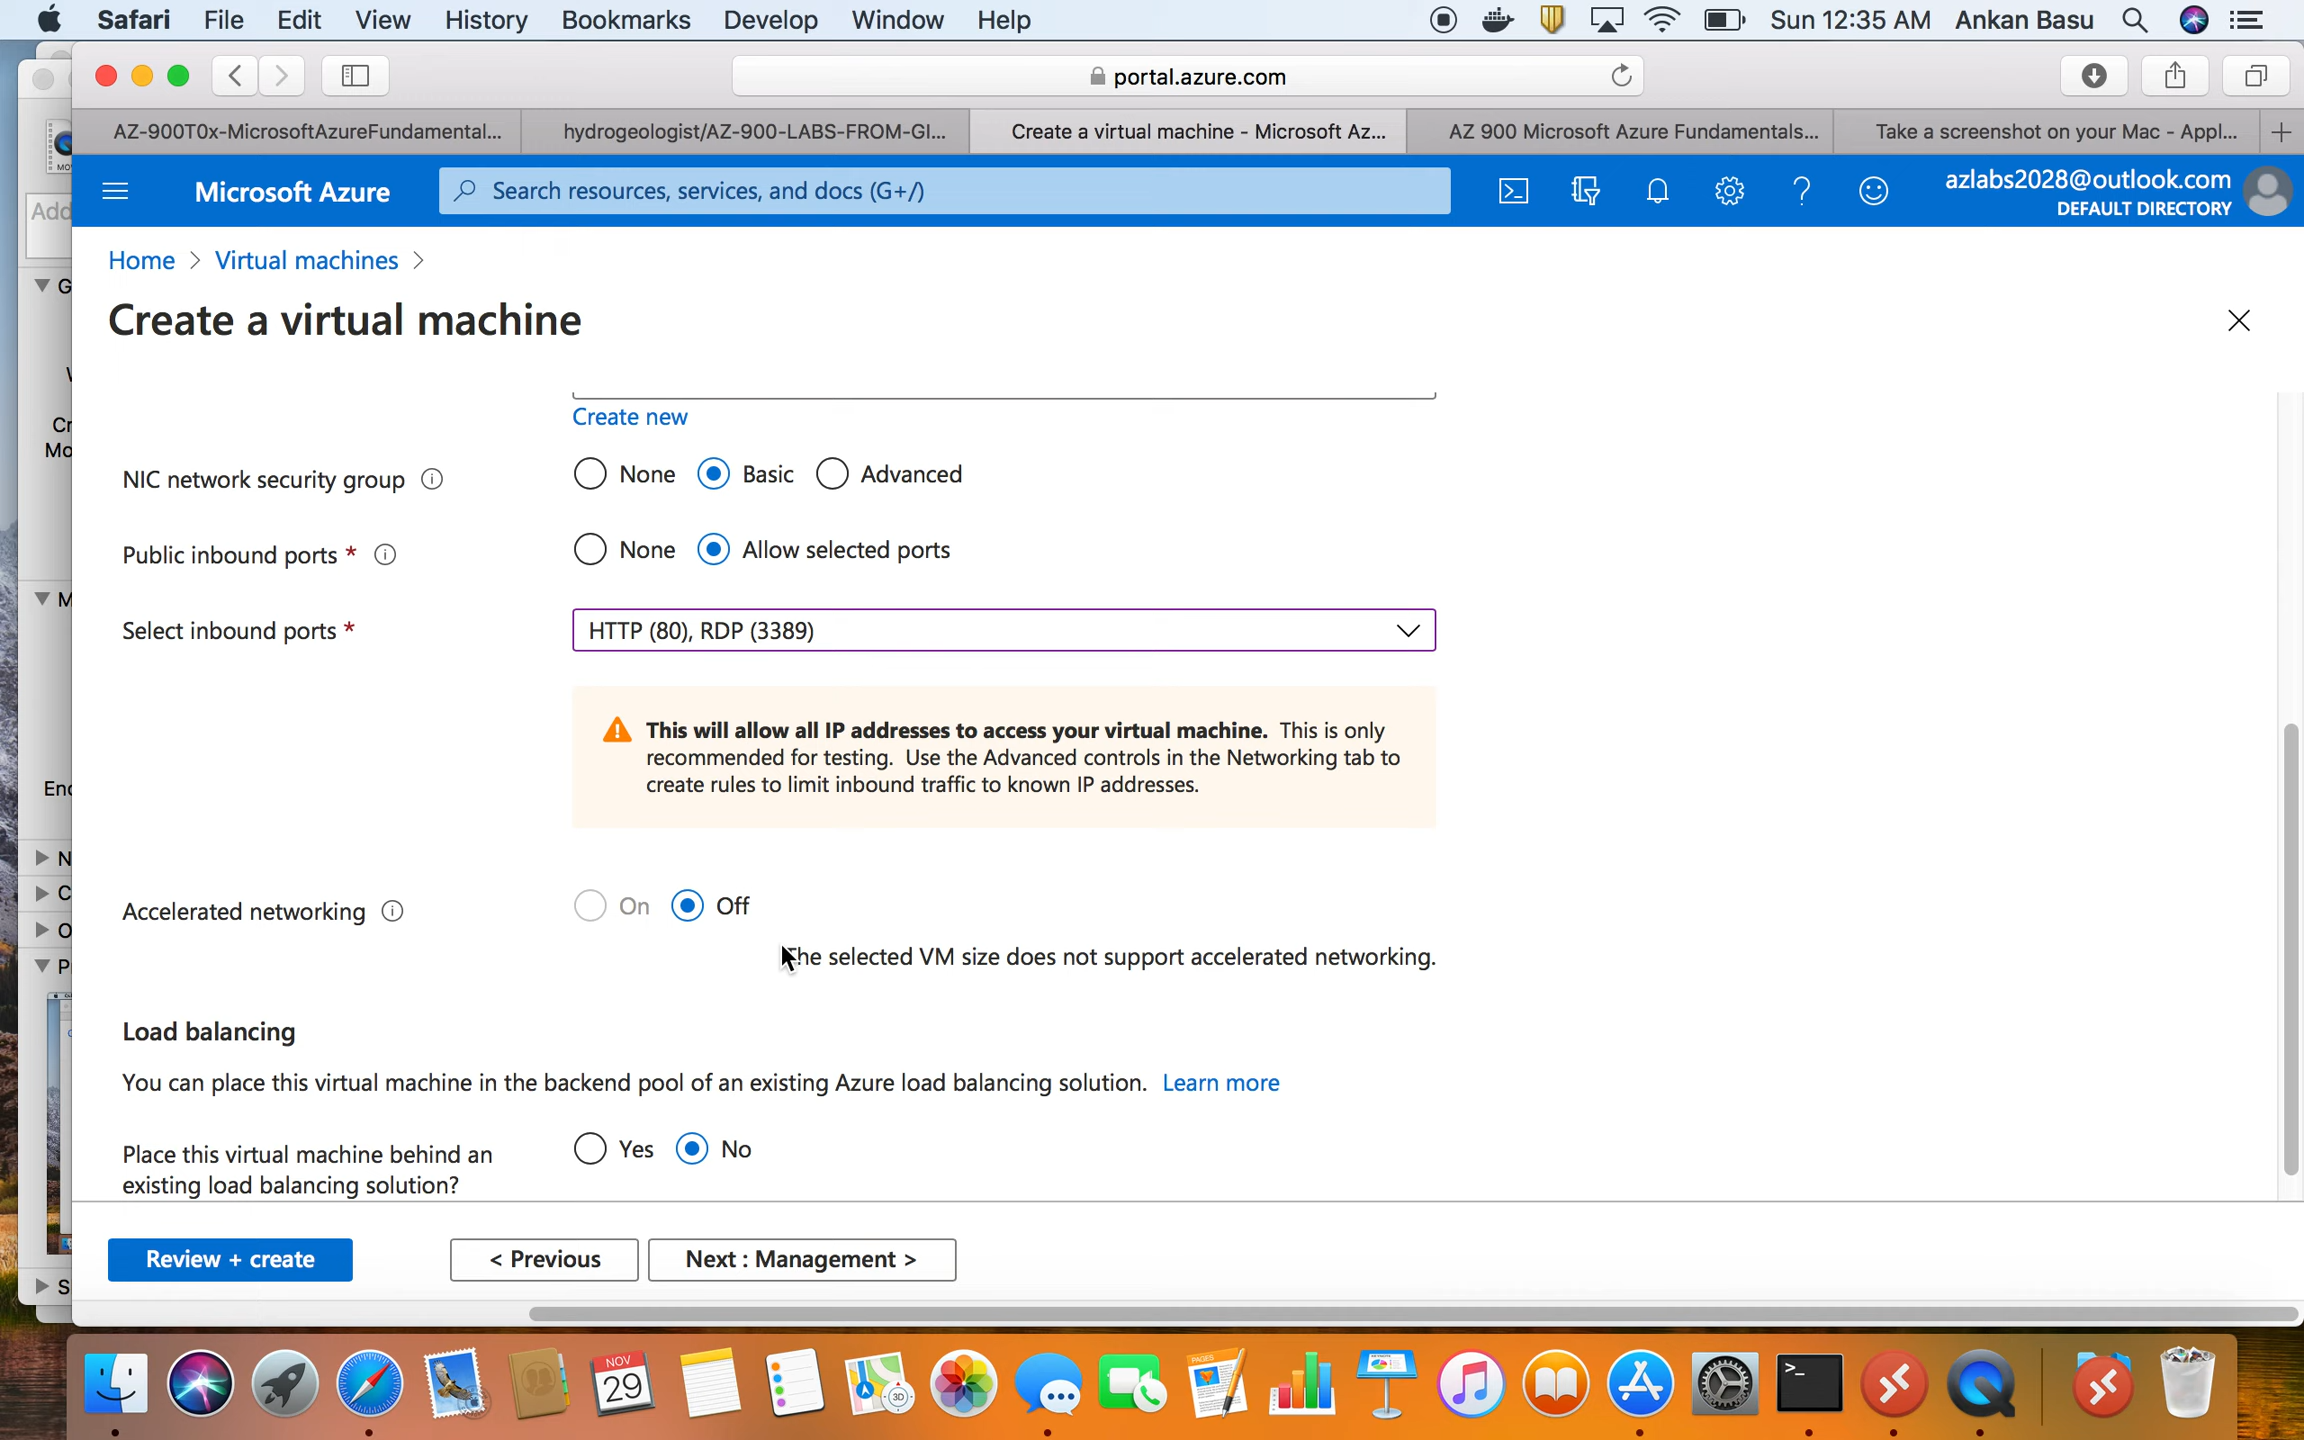 Safari File Edit View History Bookmarks Develop Window Help Sun 12:35 AM Ankan Basu
portal.azure.com
AZ-900T0x-MicrosoftAzureFundamental... hydrogeologist/AZ-900-LABS-FROM-GI... Create a virtual machine - Microsoft Az... AZ 900 Microsoft Azure Fundamentals... Take a screenshot on your Mac - Appl...
Microsoft Azure Search resources, services, and docs (G+/) azlabs2028@outlook.com
DEFAULT DIRECTORY
Home > Virtual machines >
Create a virtual machine
Create new
NIC network security group None Basic Advanced
Public inbound ports * None Allow selected ports
Select inbound ports * HTTP (80), RDP (3389)
This will allow all IP addresses to access your virtual machine. This is only
recommended for testing. Use the Advanced controls in the Networking tab to
create rules to limit inbound traffic to known IP addresses.
Accelerated networking On Off
The selected VM size does not support accelerated networking.
Load balancing
You can place this virtual machine in the backend pool of an existing Azure load balancing solution. Learn more
Place this virtual machine behind an Yes No
existing load balancing solution?
Review + create < Previous Next : Management >
NOV
29
PAGES
3D